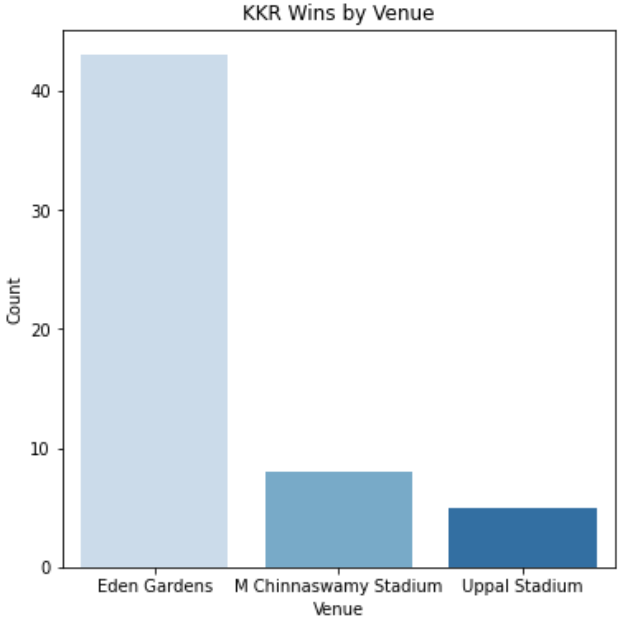 KKR Wins by Venue
40
30
20
10
0
Count
Eden Gardens
M Chinnaswamy Stadium
Uppal Stadium
Venue